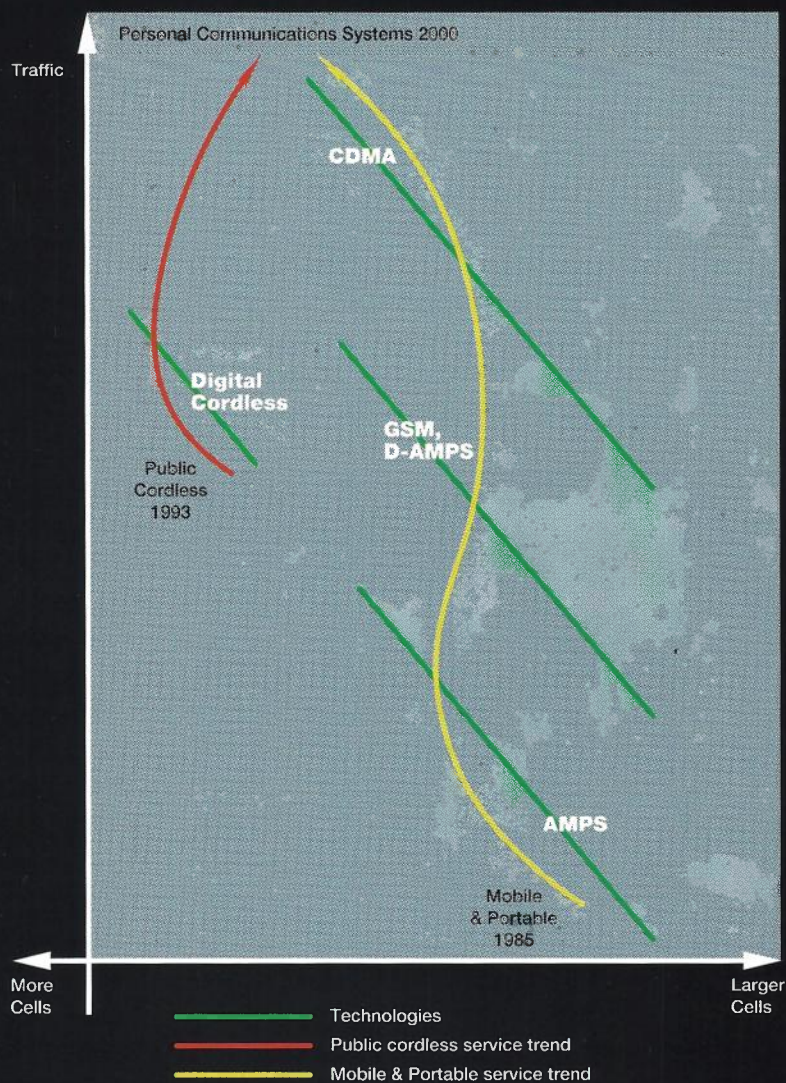 Personal Communications Systems 2000
Traffic
CDMA
Digital
Cordless
GSM,
D-AMPS
Public
Cordless
1993
AMPS
Mobile
& Portable
1985
More
Cells
Larger
Cells
Technologies
Public cordless service trend
Mobile & Portable service trend